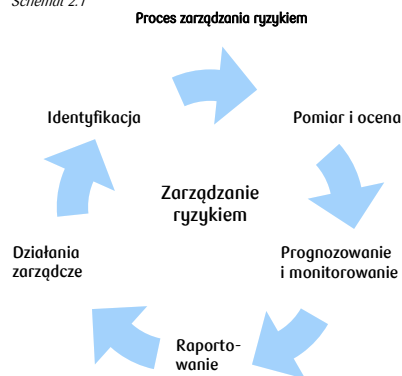 Schemat 2.1
Proces zarządzania ryzykiem
Identyfikacja
Pomiar i ocena
Zarządzanie
ryzykiem
Działania
zarządcze
Prognozowanie
i monitorowanie
Raporto-
wanie